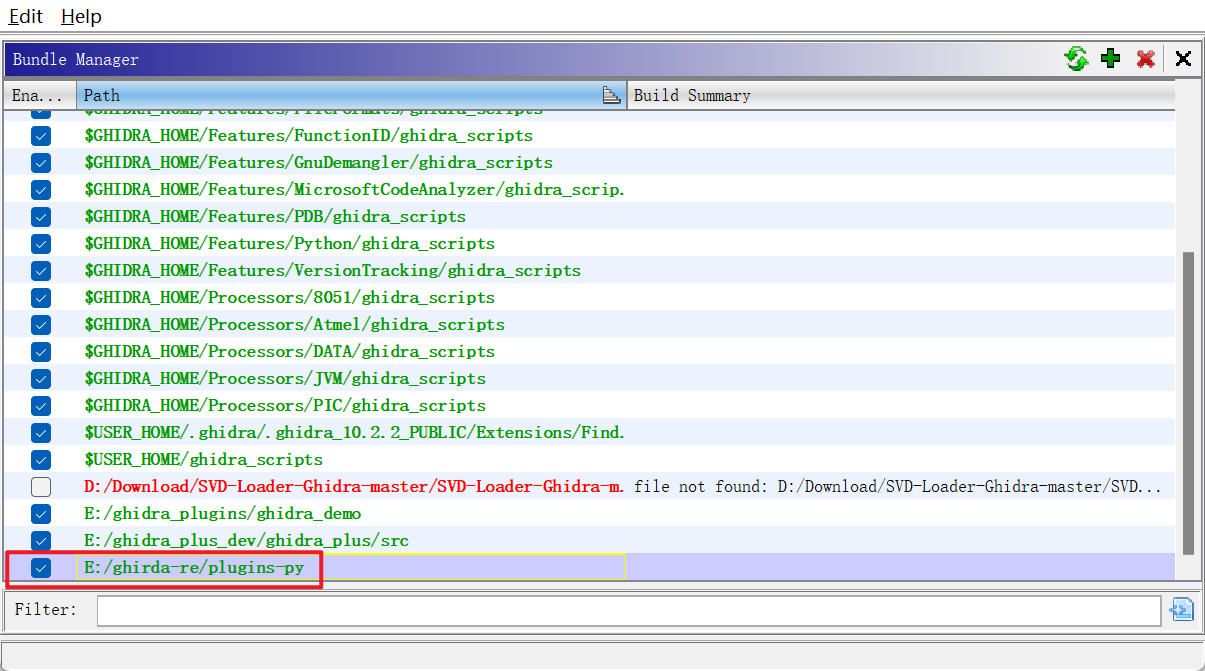 Edit Help
Bundle Manager
Ena... Path Build Summary
$GHIDRA_HOME/Features/FileFormats/ghidra_scripts
$GHIDRA_HOME/Features/FunctionID/ghidra_scripts
$GHIDRA_HOME/Features/GnuDemangler/ghidra_scripts
$GHIDRA_HOME/Features/MicrosoftCodeAnalyzer/ghidra_scrip.
$GHIDRA_HOME/Features/PDB/ghidra_scripts
$GHIDRA_HOME/Features/Python/ghidra_scripts
$GHIDRA_HOME/Features/VersionTracking/ghidra_scripts
$GHIDRA_HOME/Processors/8051/ghidra_scripts
$GHIDRA_HOME/Processors/Atmel/ghidra_scripts
$GHIDRA_HOME/Processors/DATA/ghidra_scripts
$GHIDRA_HOME/Processors/JVM/ghidra_scripts
$GHIDRA_HOME/Processors/PIC/ghidra_scripts
$USER_HOME/.ghidra/.ghidra_10.2.2_PUBLIC/Extensions/Find.
$USER_HOME/ghidra_scripts
D:/Download/SVD-Loader-Ghidra-master/SVD-Loader-Ghidra-m. file not found: D:/Download/SVD-Loader-Ghidra-master/SVD...
E:/ghidra_plugins/ghidra_demo
E:/ghidra_plus_dev/ghidra_plus/src
E:/ghirda-re/plugins-py
Filter: